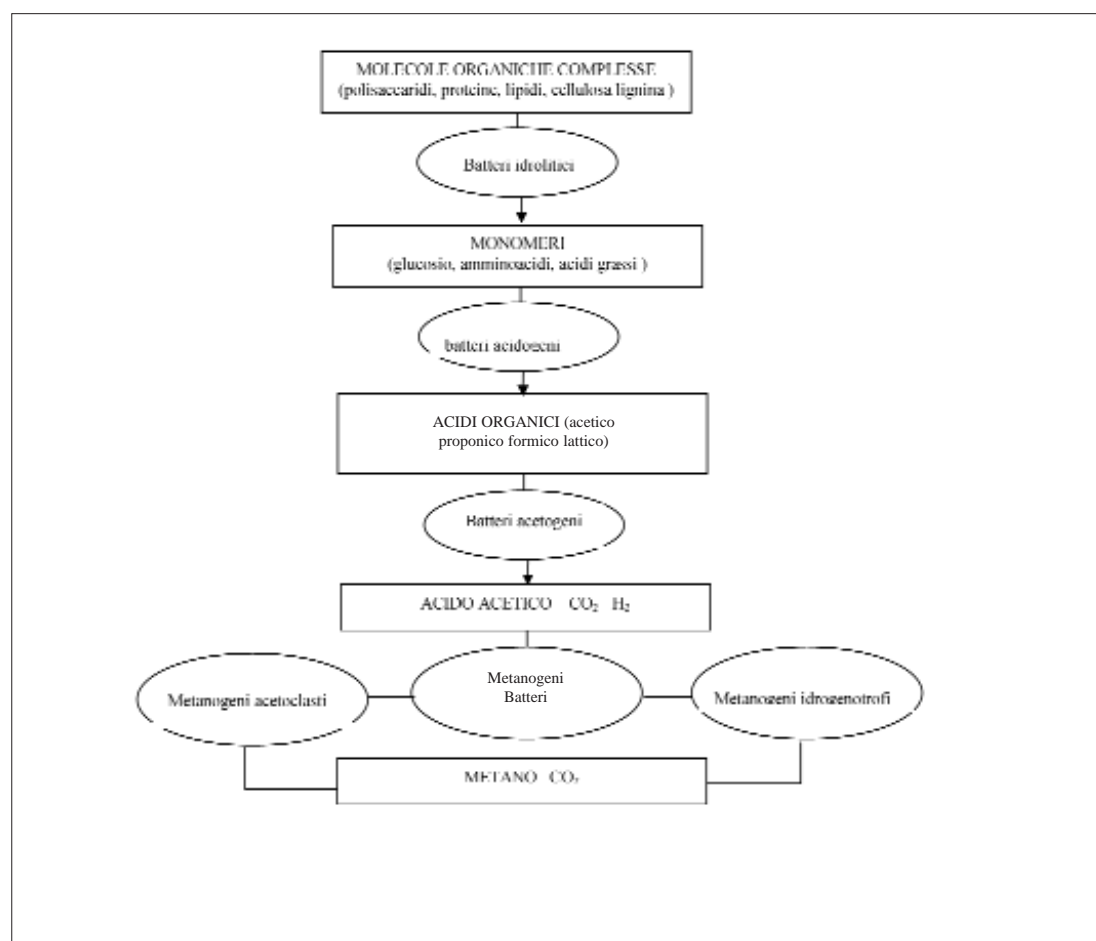 MOLECOLE ORGANICHE COMPLESSE
(polisaccaridi, proteine, lipidi, cellulosa lignina )
Batteri idrolitici
MONOMERI
(glucosio, amminoacidi, acidi grassi )
batteri acidogeni
ACIDI ORGANICI (acetico
proponico formico lattico)
Batteri acetogeni
ACIDO ACETICO CO₂ H₂
Metanogeni acetoclasti
Metanogeni
Batteri
Metanogeni idrogenotrofi
METANO CO₂